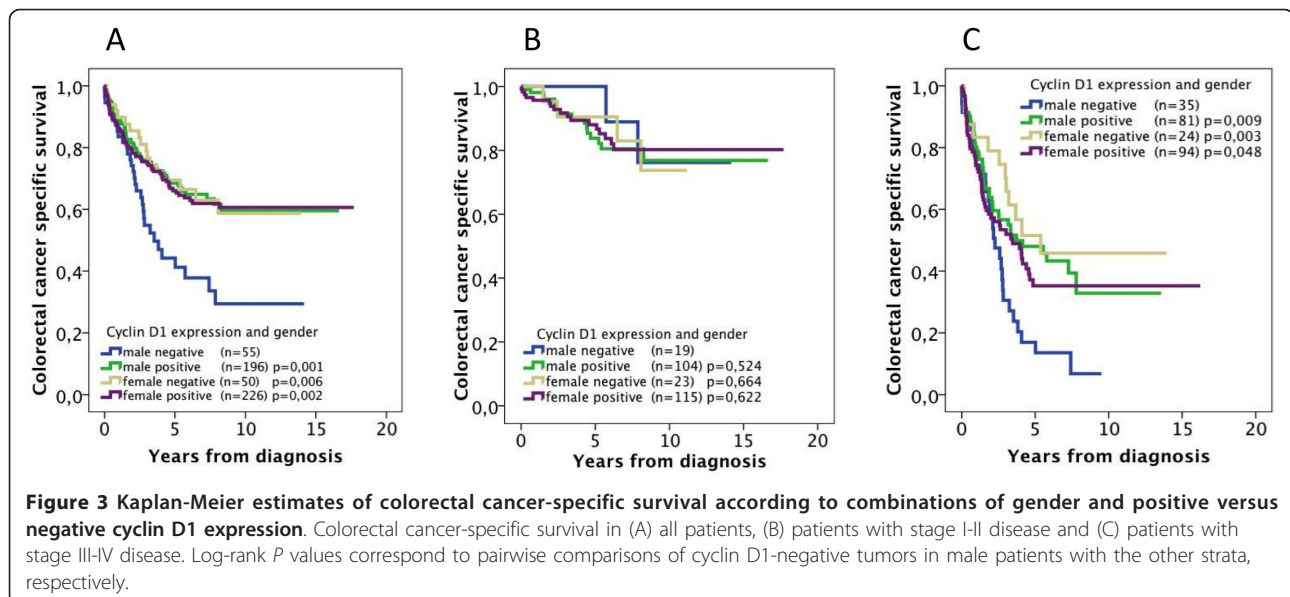 A
B
C
Colorectal cancer specific survival
1,0
0,8
0,6
0,4
0,2
0,0
Cyclin D1 expression and gender
male negative (n=55)
male positive (n=196) p=0,001
female negative (n=50) p=0,006
female positive (n=226) p=0,002
0 5 10 15 20
Years from diagnosis
Colorectal cancer specific survival
1,0
0,8
0,6
0,4
0,2
0,0
Cyclin D1 expression and gender
male negative (n=19)
male positive (n=104) p=0,524
female negative (n=23) p=0,664
female positive (n=115) p=0,622
0 5 10 15 20
Years from diagnosis
Colorectal cancer specific survival
1,0
0,8
0,6
0,4
0,2
0,0
Cyclin D1 expression and gender
male negative (n=35)
male positive (n=81) p=0,009
female negative (n=24) p=0,003
female positive (n=94) p=0,048
0 5 10 15 20
Years from diagnosis
Figure 3 Kaplan-Meier estimates of colorectal cancer-specific survival according to combinations of gender and positive versus
negative cyclin D1 expression. Colorectal cancer-specific survival in (A) all patients, (B) patients with stage I-II disease and (C) patients with
stage III-IV disease. Log-rank P values correspond to pairwise comparisons of cyclin D1-negative tumors in male patients with the other strata,
respectively.